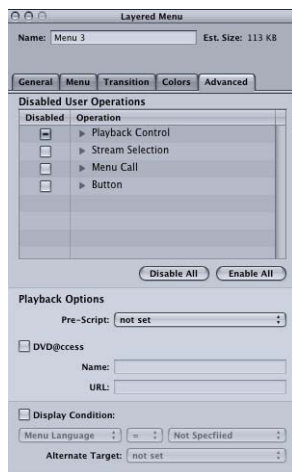 Layered Menu
Name: Menu 3 Est. Size: 113 KB
General Menu Transition Colors Advanced
Disabled User Operations
Disabled Operation
Playback Control
Stream Selection
Menu Call
Button
Disable All Enable All
Playback Options
Pre-Script: not set
DVD@ccess
Name:
URL:
Display Condition:
Menu Language = Not Specfiied
Alternate Target: not set